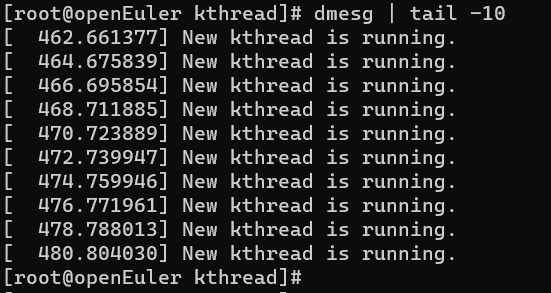 [root@openEuler kthread]# dmesg | tail -10
[  462.661377] New kthread is running.
[  464.675839] New kthread is running.
[  466.695854] New kthread is running.
[  468.711885] New kthread is running.
[  470.723889] New kthread is running.
[  472.739947] New kthread is running.
[  474.759946] New kthread is running.
[  476.771961] New kthread is running.
[  478.788013] New kthread is running.
[  480.804030] New kthread is running.
[root@openEuler kthread]#